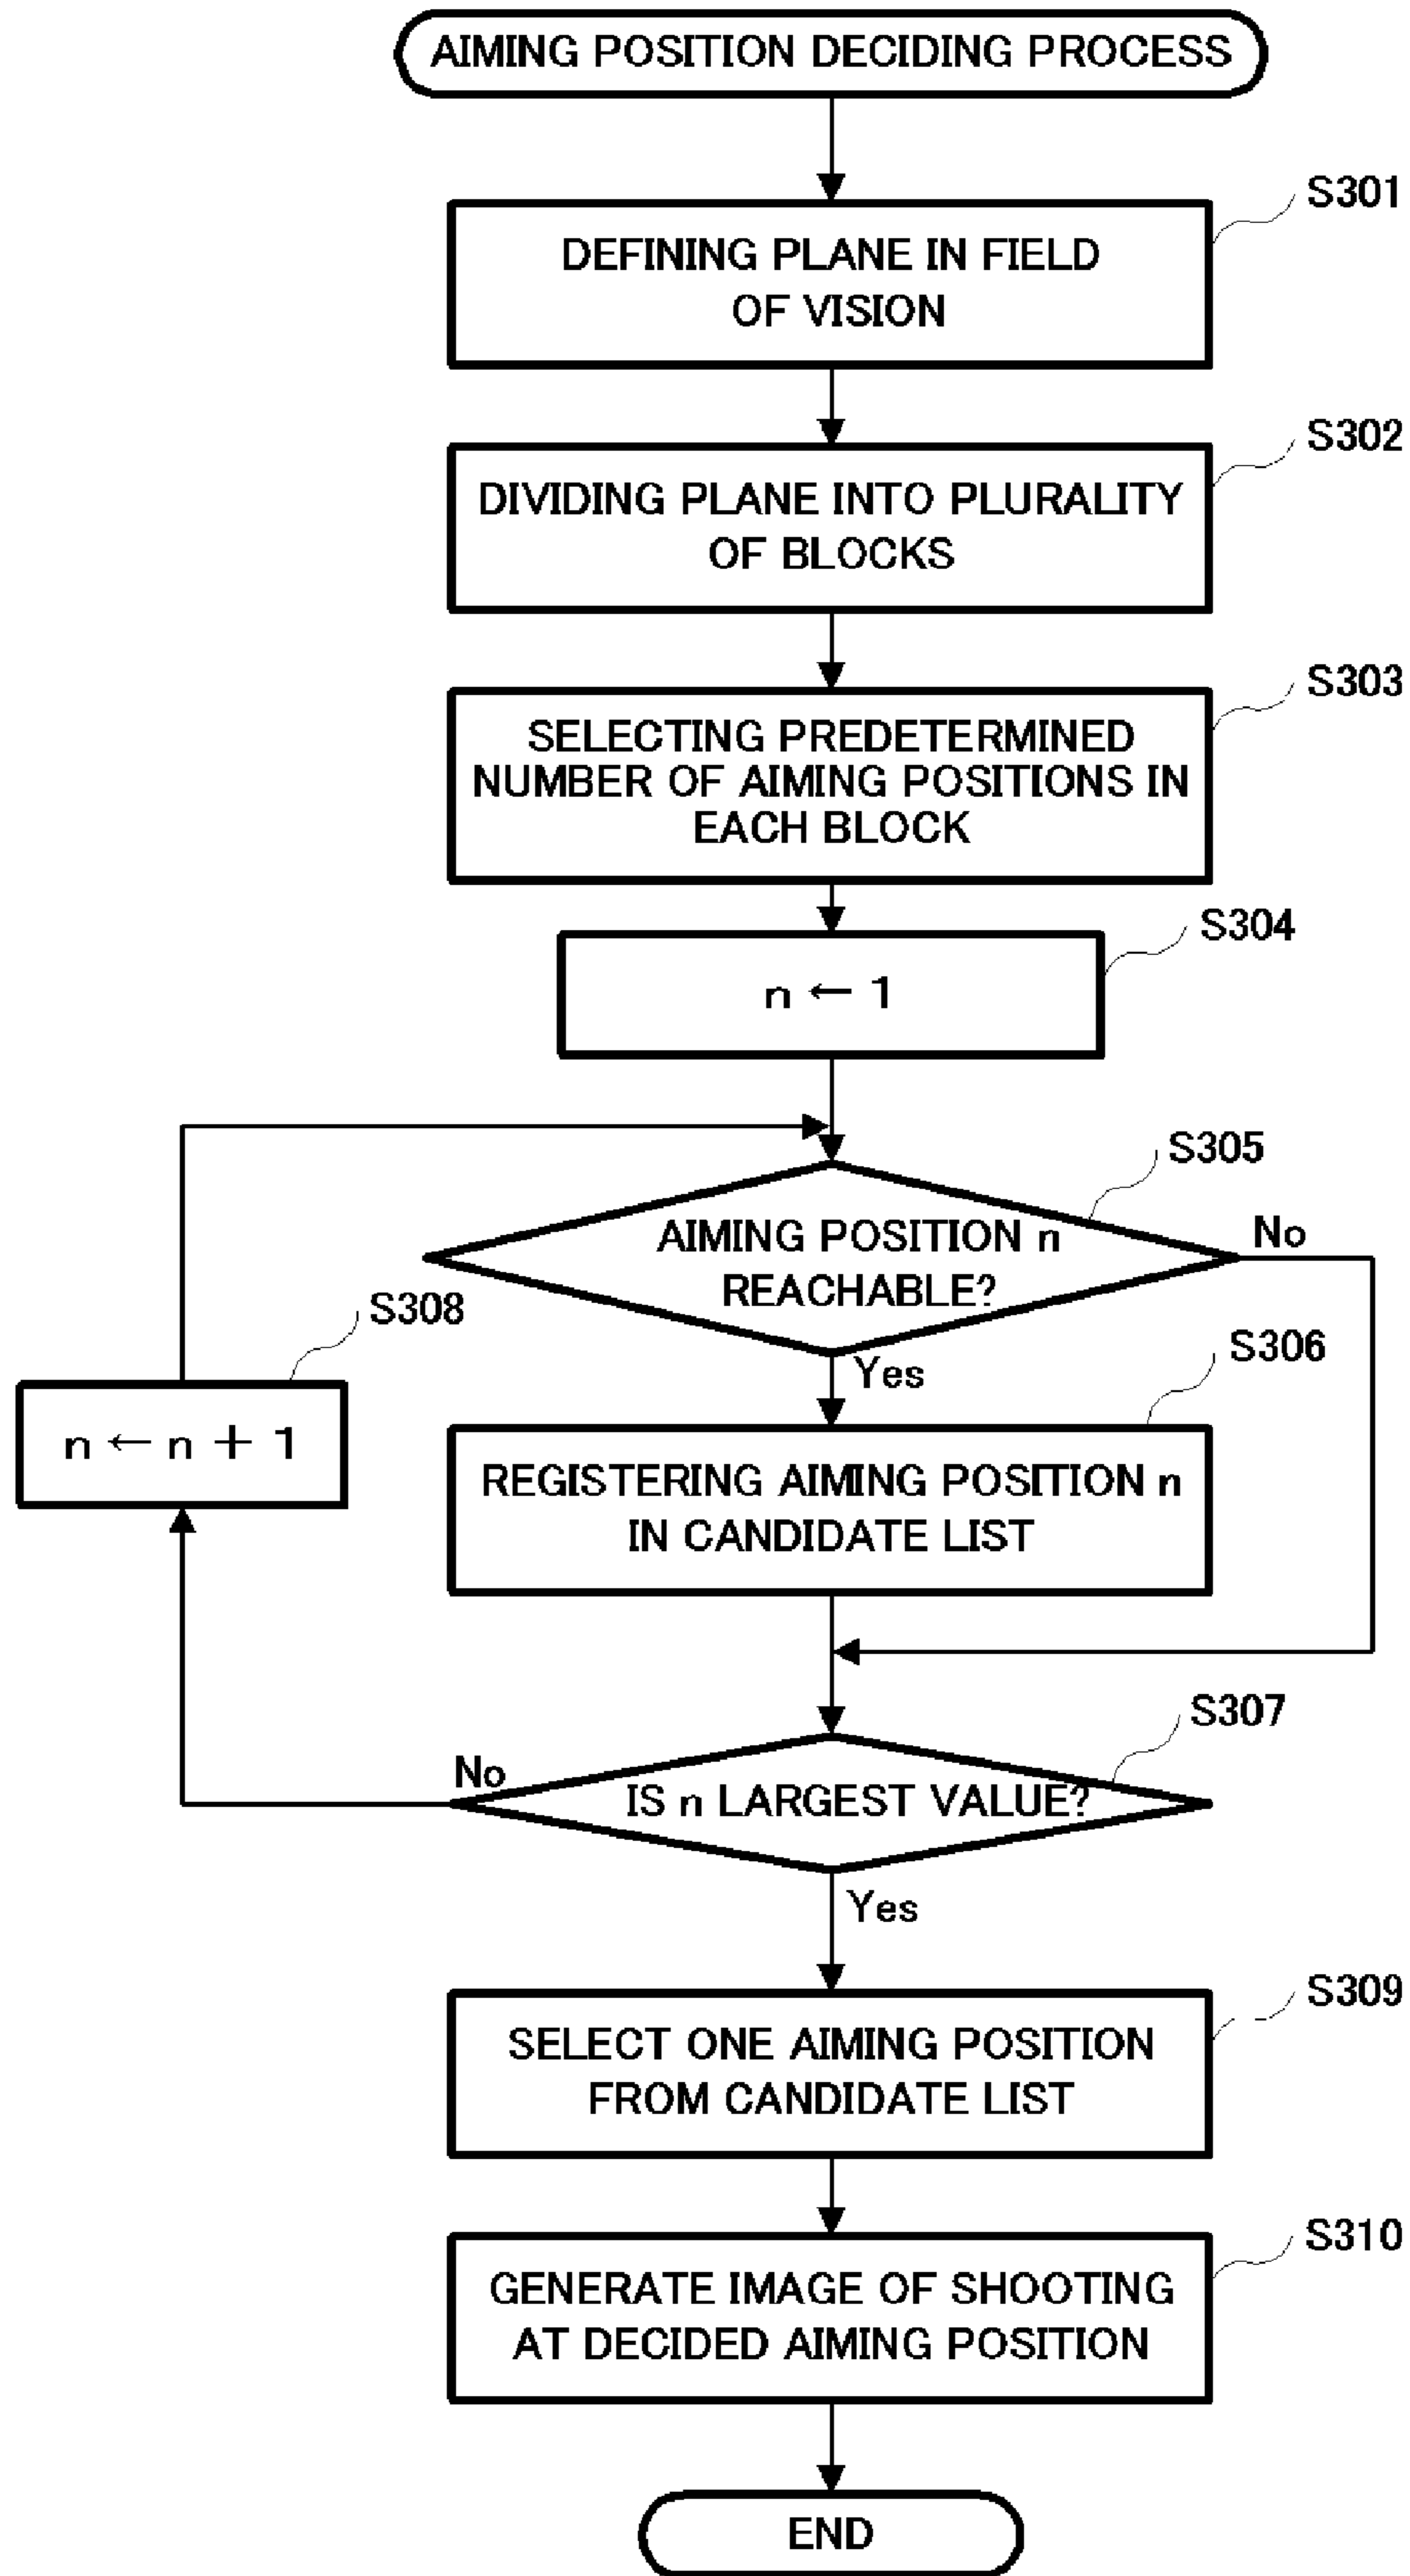 AIMING POSITION DECIDING PROCESS
S301
DEFINING PLANE IN FIELD
OF VISION
S302
DIVIDING PLANE INTO PLURALITY
OF BLOCKS
S303
SELECTING PREDETERMINED
NUMBER OF AIMING POSITIONS IN
EACH BLOCK
S304
n ← 1
S305
AIMING POSITION n
REACHABLE?
No
Yes
S308
n ← n + 1
S306
REGISTERING AIMING POSITION n
IN CANDIDATE LIST
S307
IS n LARGEST VALUE?
No
Yes
S309
SELECT ONE AIMING POSITION
FROM CANDIDATE LIST
S310
GENERATE IMAGE OF SHOOTING
AT DECIDED AIMING POSITION
END